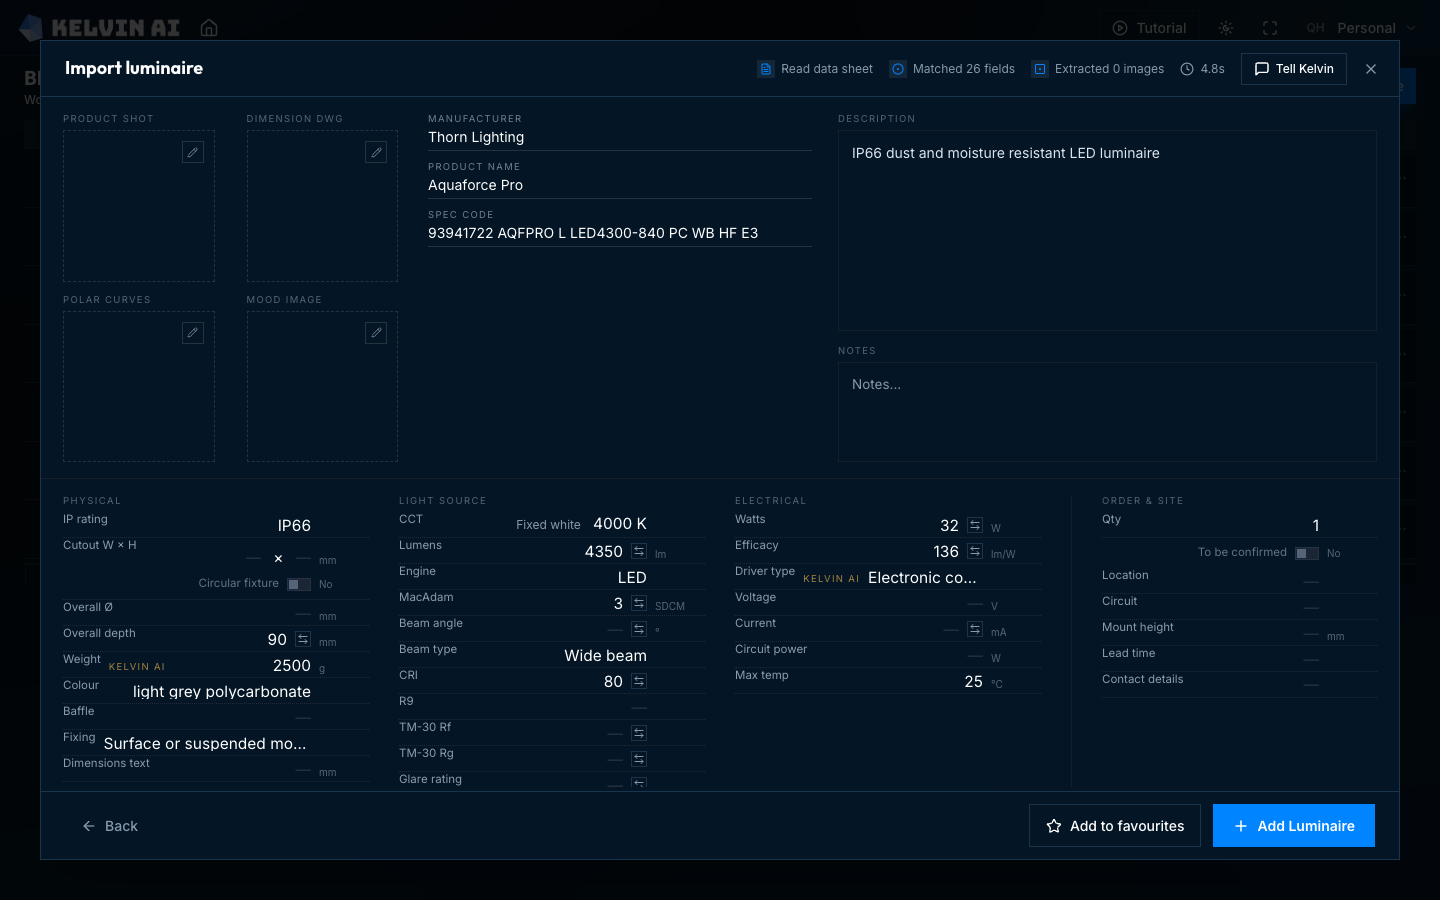 KELVIN AI
Tutorial
QH Personal
Import luminaire
Read data sheet
Matched 26 fields
Extracted 0 images
4.8s
Tell Kelvin
PRODUCT SHOT
DIMENSION DWG
POLAR CURVES
MOOD IMAGE
MANUFACTURER
Thorn Lighting
PRODUCT NAME
Aquaforce Pro
SPEC CODE
93941722 AQFPRO L LED4300-840 PC WB HF E3
DESCRIPTION
IP66 dust and moisture resistant LED luminaire
NOTES
Notes...
PHYSICAL
IP rating IP66
Cutout W × H — × — mm
Circular fixture No
Overall Ø — mm
Overall depth 90 mm
Weight KELVIN AI 2500 g
Colour light grey polycarbonate
Baffle —
Fixing Surface or suspended mo...
Dimensions text — mm
LIGHT SOURCE
CCT Fixed white 4000 K
Lumens 4350 lm
Engine LED
MacAdam 3 SDCM
Beam angle — °
Beam type Wide beam
CRI 80
R9 —
TM-30 Rf —
TM-30 Rg —
Glare rating —
ELECTRICAL
Watts 32 W
Efficacy 136 lm/W
Driver type KELVIN AI Electronic co...
Voltage — V
Current — mA
Circuit power — W
Max temp 25 °C
ORDER & SITE
Qty 1
To be confirmed No
Location —
Circuit —
Mount height — mm
Lead time —
Contact details —
Back
Add to favourites
Add Luminaire